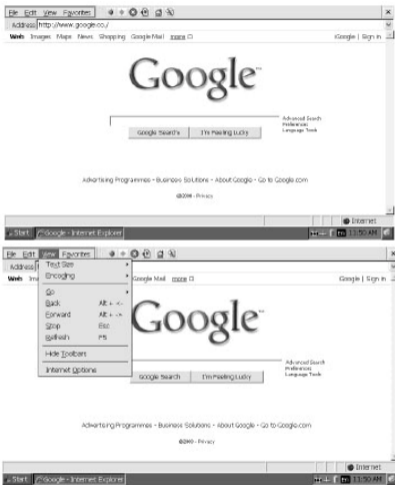 File Edit View Favorites
Address http://www.google.co./
Web Images Maps News Shopping Google Mail more
iGoogle | Sign in
Google
Advanced Search
Preferences
Language Tools
Google Search I'm Feeling Lucky
Advertising Programmes - Business Solutions - About Google - Go to Google.com
- Privacy
Internet
Start Google - Internet Explorer 11:50 AM
File Edit View Favorites
Address
Text Size
Encoding
Web Google Mail more
iGoogle | Sign in
Go
Back Alt + <-
Forward Alt + ->
Stop Esc
Refresh F5
Hide Toolbars
Internet Options
Google
Advanced Search
Preferences
Language Tools
Google Search I'm Feeling Lucky
Advertising Programmes - Business Solutions - About Google - Go to Google.com
- Privacy
Internet
Start Google - Internet Explorer 11:50 AM